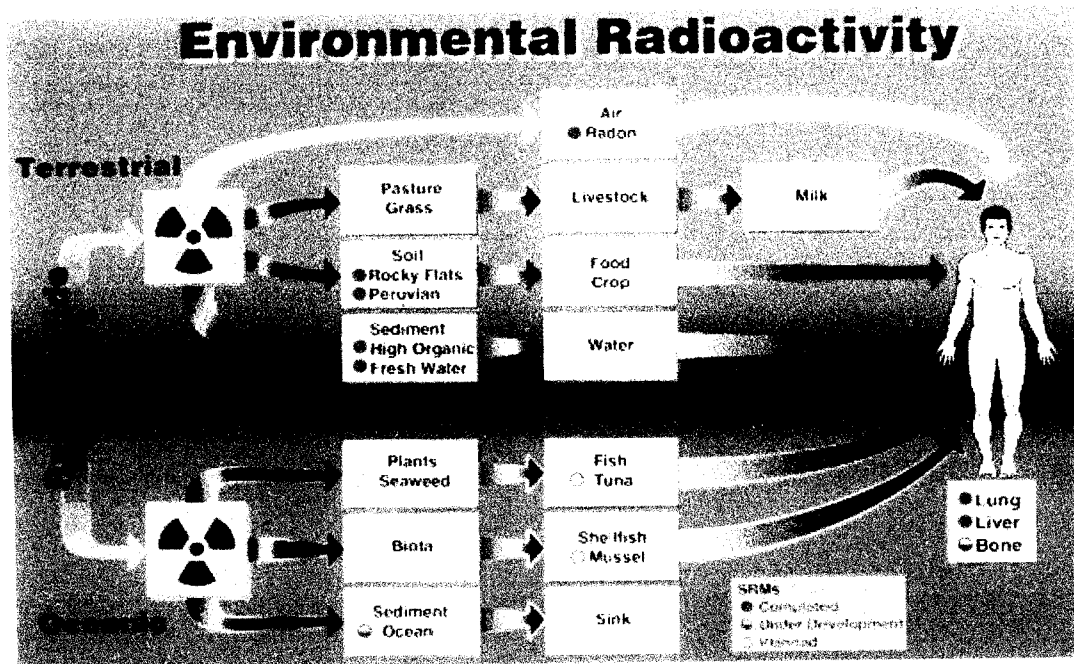 Environmental Radioactivity
Terrestrial
Air
Radon
Pasture
Grass
Livestock
Milk
Soil
Rocky Flats
Peruvian
Food
Crop
Sediment
High Organic
Fresh Water
Water
Plants
Seaweed
Fish
Tuna
Biota
Shellfish
Mussel
Sediment
Ocean
Sink
Lung
Liver
Bone
SRMs
Completed
Under Development
Planned